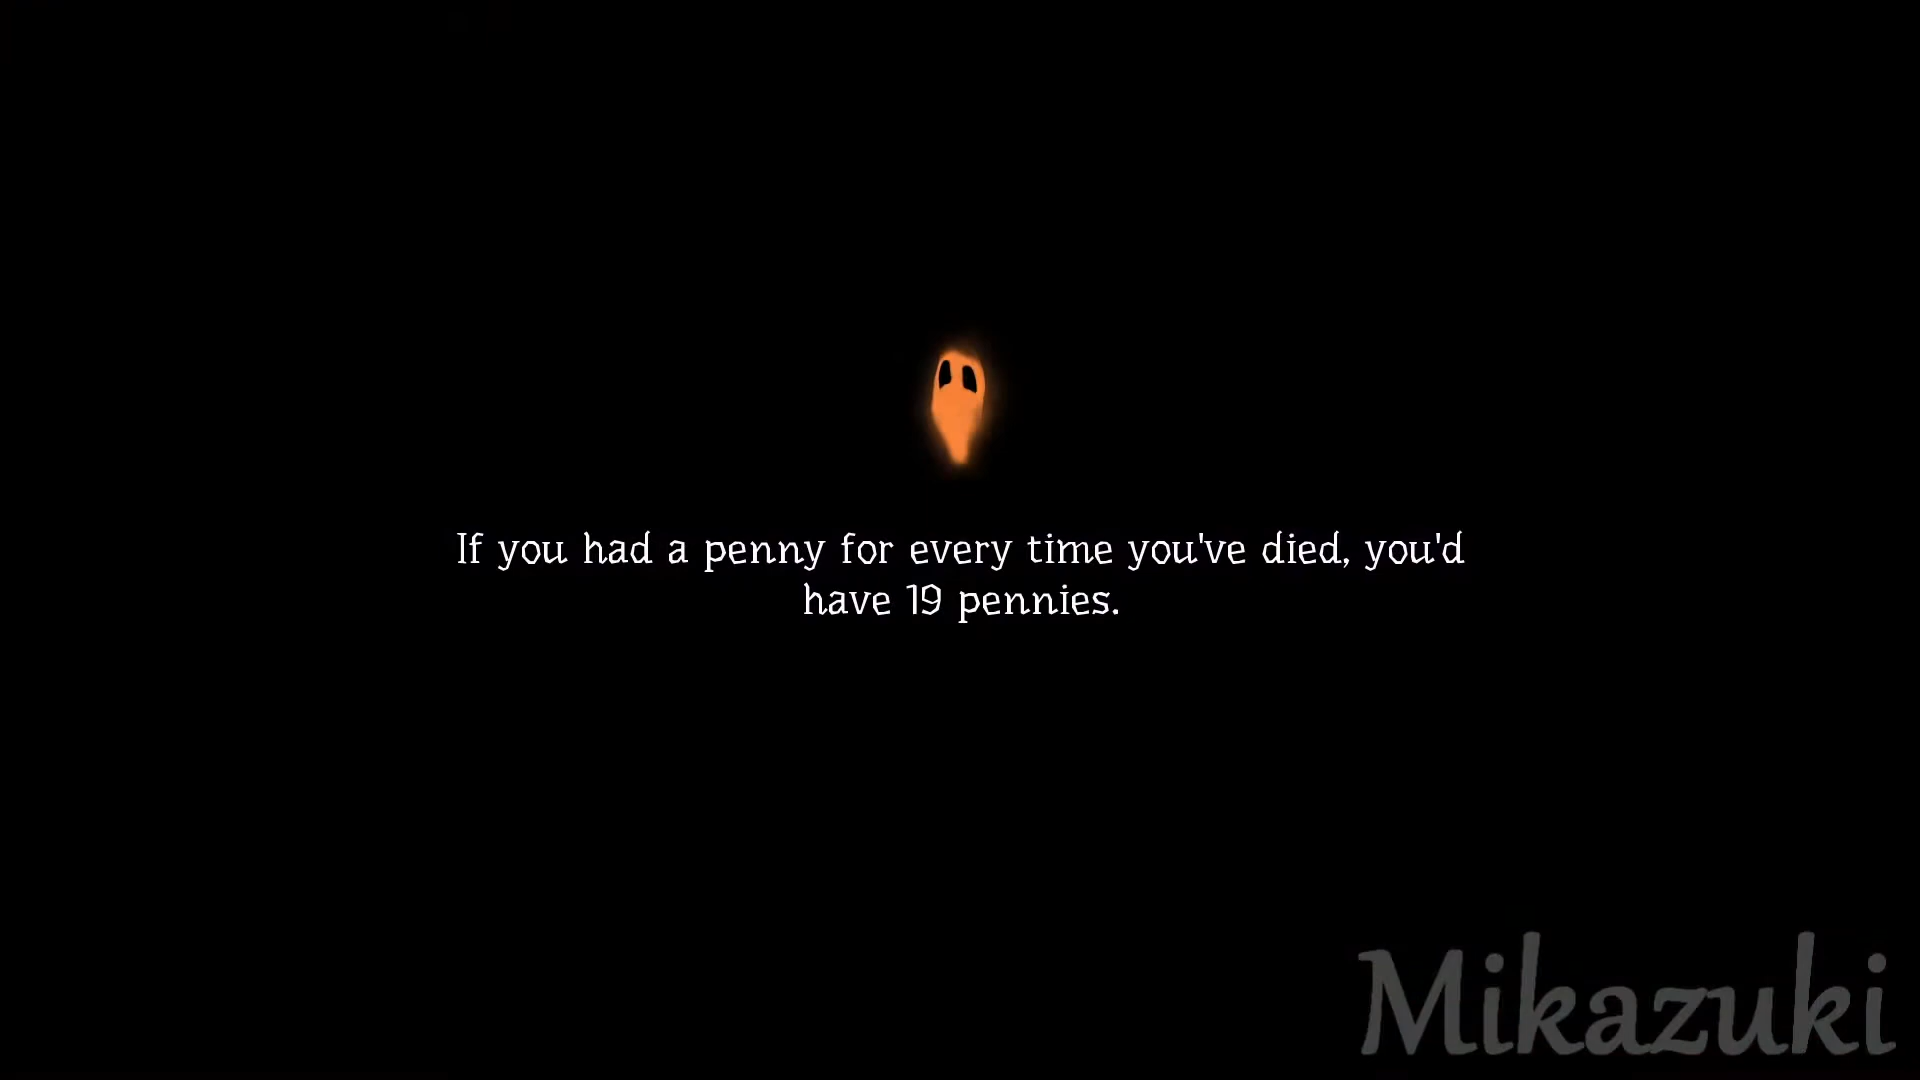 If you had a penny for every time you've died, you'd
have 19 pennies.
Mikazuki